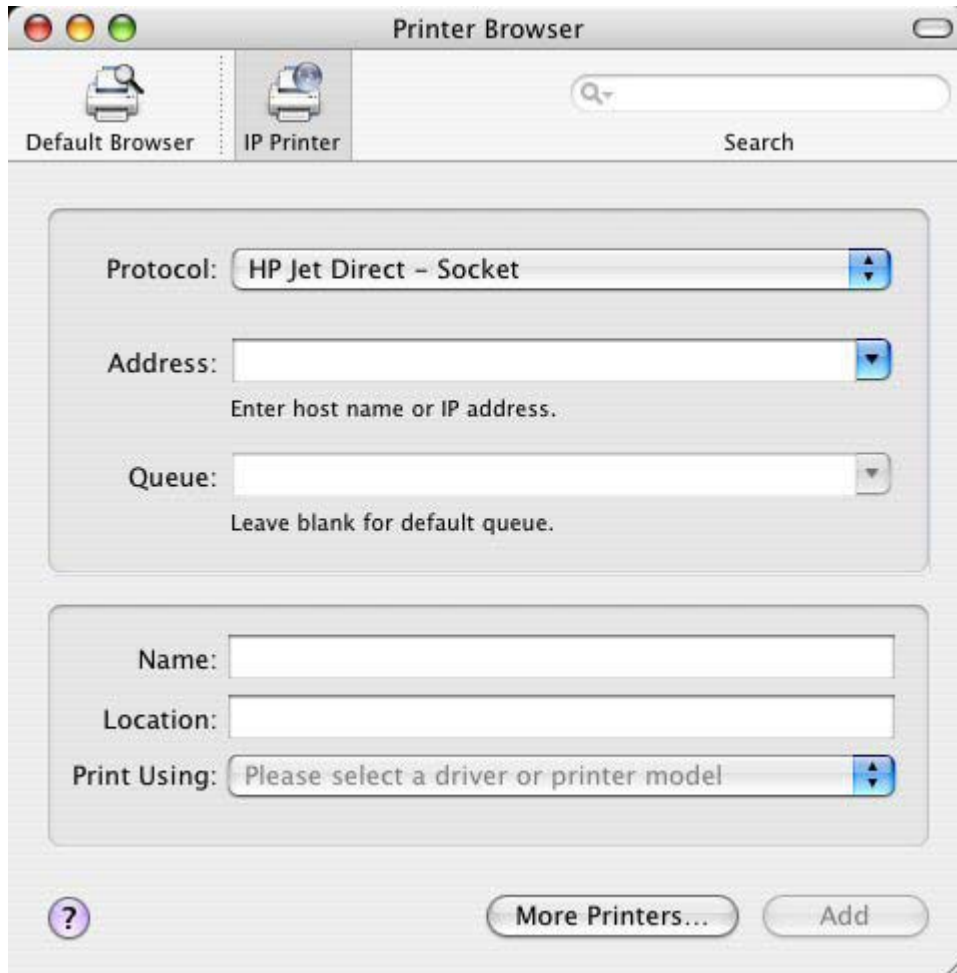 Printer Browser
Default Browser
IP Printer
Search
Protocol: HP Jet Direct – Socket
Address:
Enter host name or IP address.
Queue:
Leave blank for default queue.
Name:
Location:
Print Using: Please select a driver or printer model
? More Printers... Add